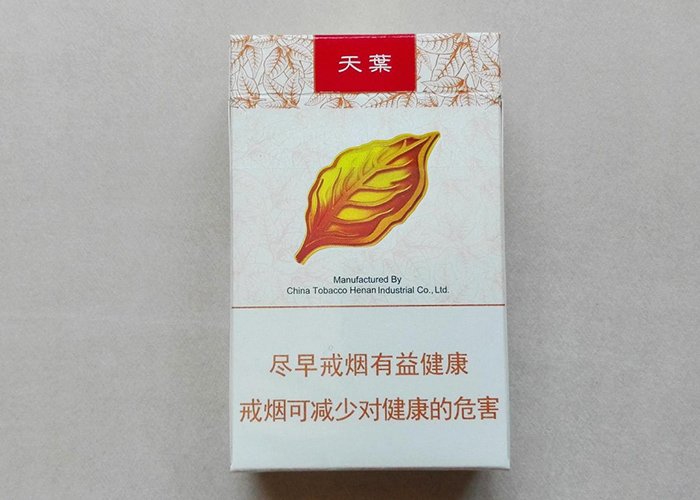 天葉
Manufactured By
China Tobacco Henan Industrial Co., Ltd.
尽早戒烟有益健康
戒烟可减少对健康的危害